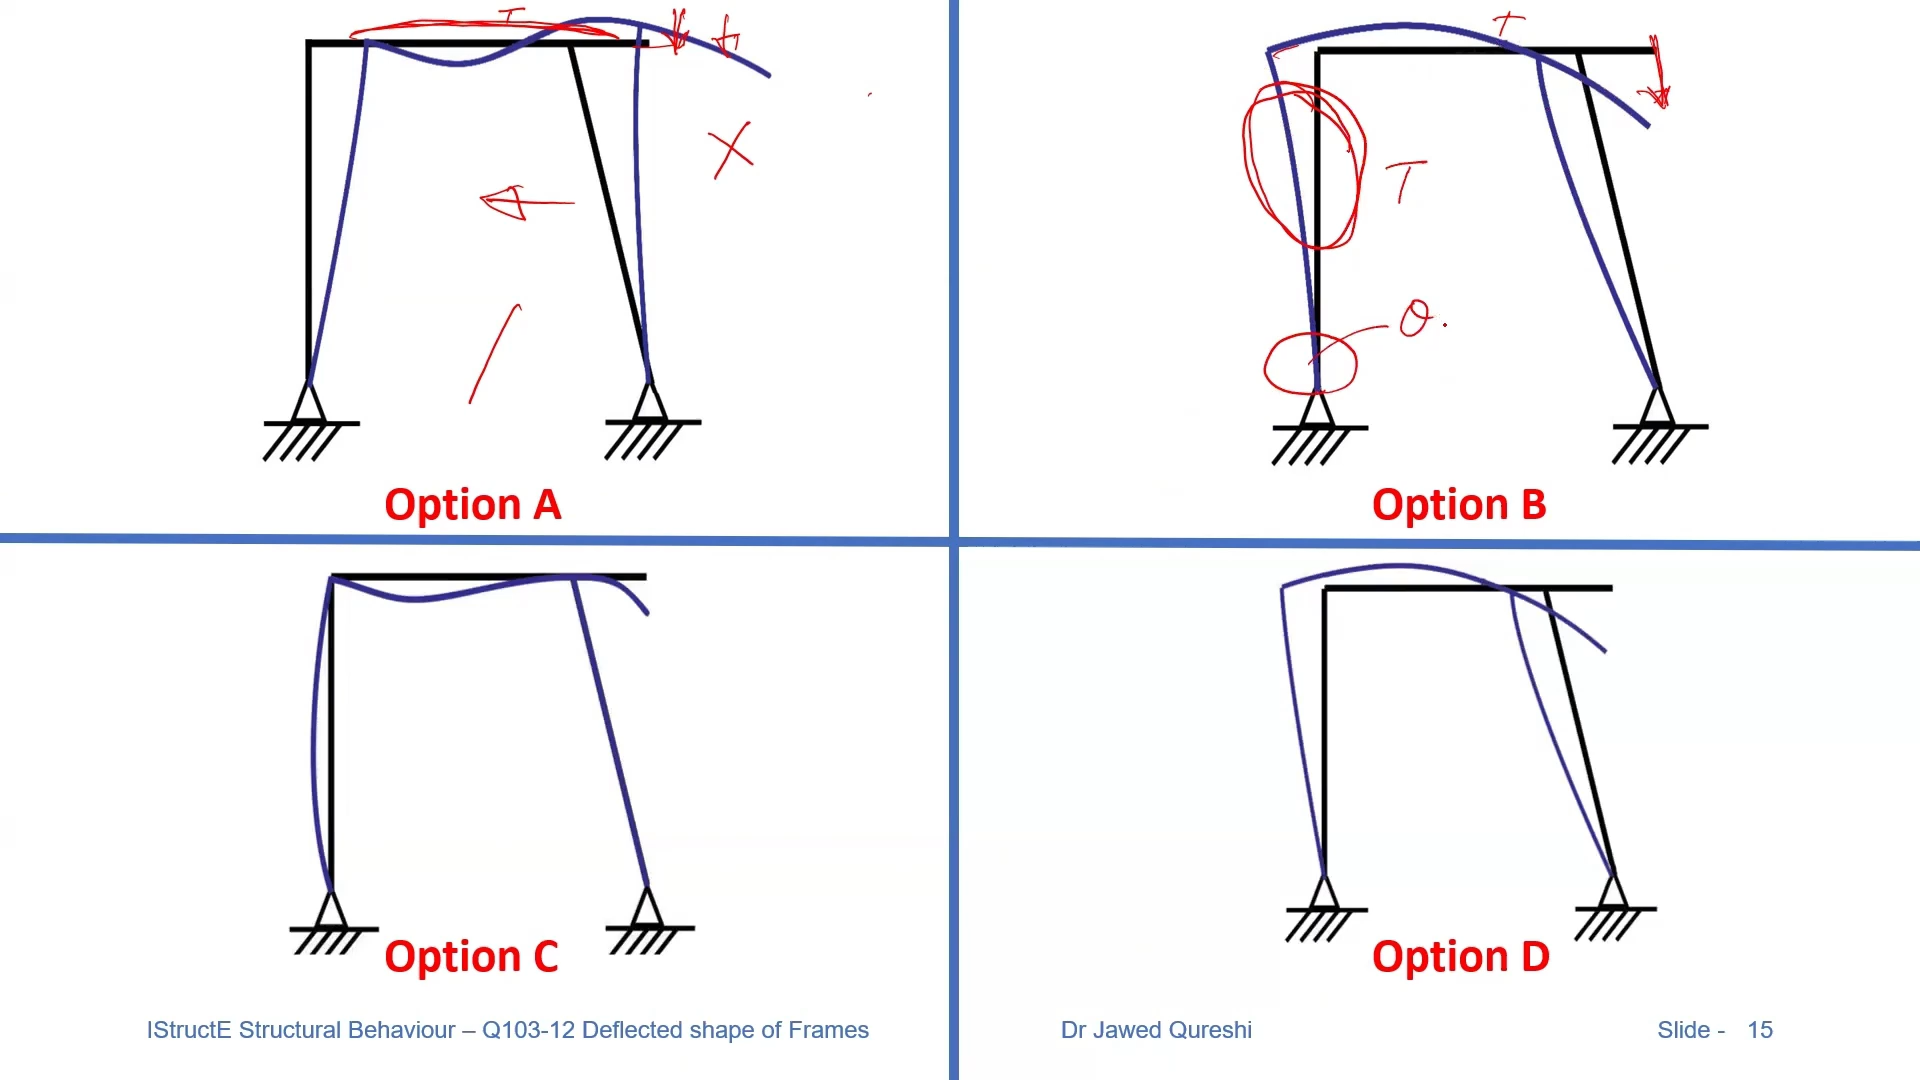 T
T
T
θ.
Option A
Option B
Option C
Option D
IStructE Structural Behaviour – Q103-12 Deflected shape of Frames
Dr Jawed Qureshi
Slide - 15